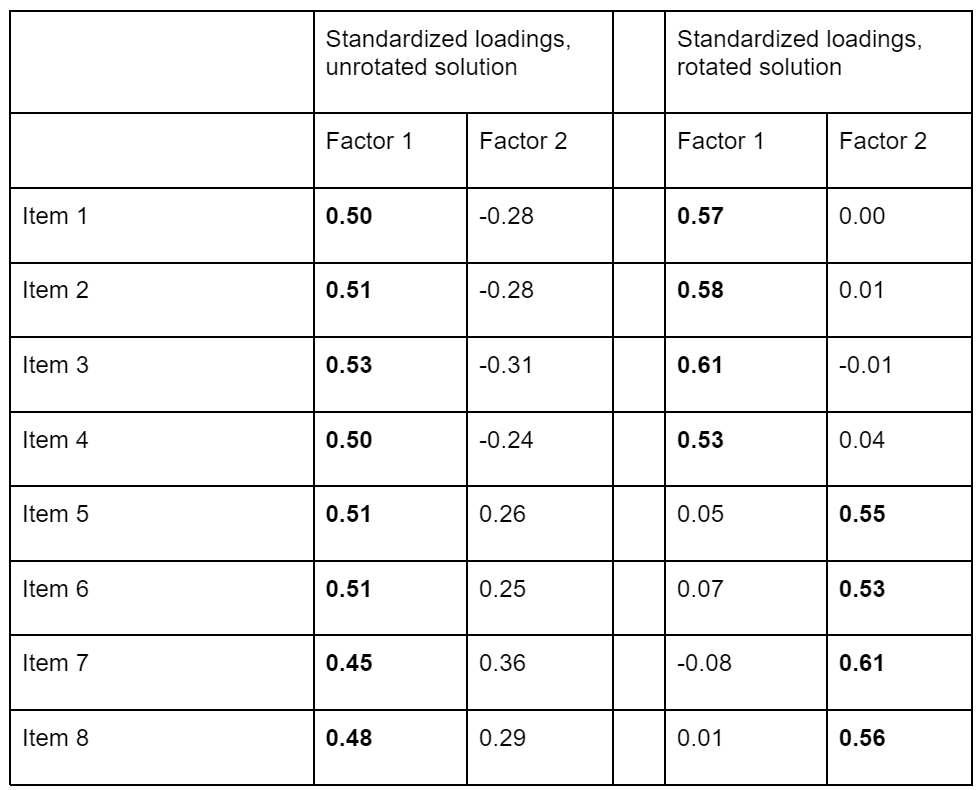 Standardized loadings, unrotated solution Standardized loadings, rotated solution
Factor 1 Factor 2 Factor 1 Factor 2
Item 1 0.50 -0.28 0.57 0.00
Item 2 0.51 -0.28 0.58 0.01
Item 3 0.53 -0.31 0.61 -0.01
Item 4 0.50 -0.24 0.53 0.04
Item 5 0.51 0.26 0.05 0.55
Item 6 0.51 0.25 0.07 0.53
Item 7 0.45 0.36 -0.08 0.61
Item 8 0.48 0.29 0.01 0.56